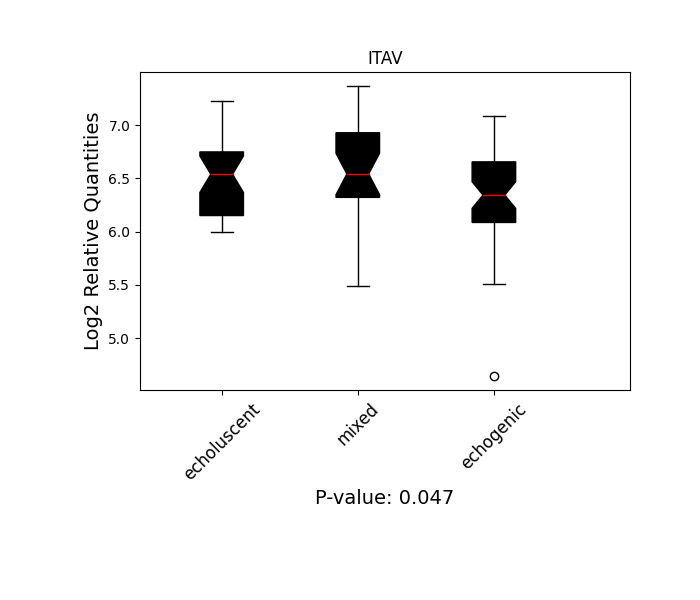 ITAV
Log2 Relative Quantities
7.0
6.5
6.0
5.5
5.0
echoluscent
mixed
echogenic
P-value: 0.047